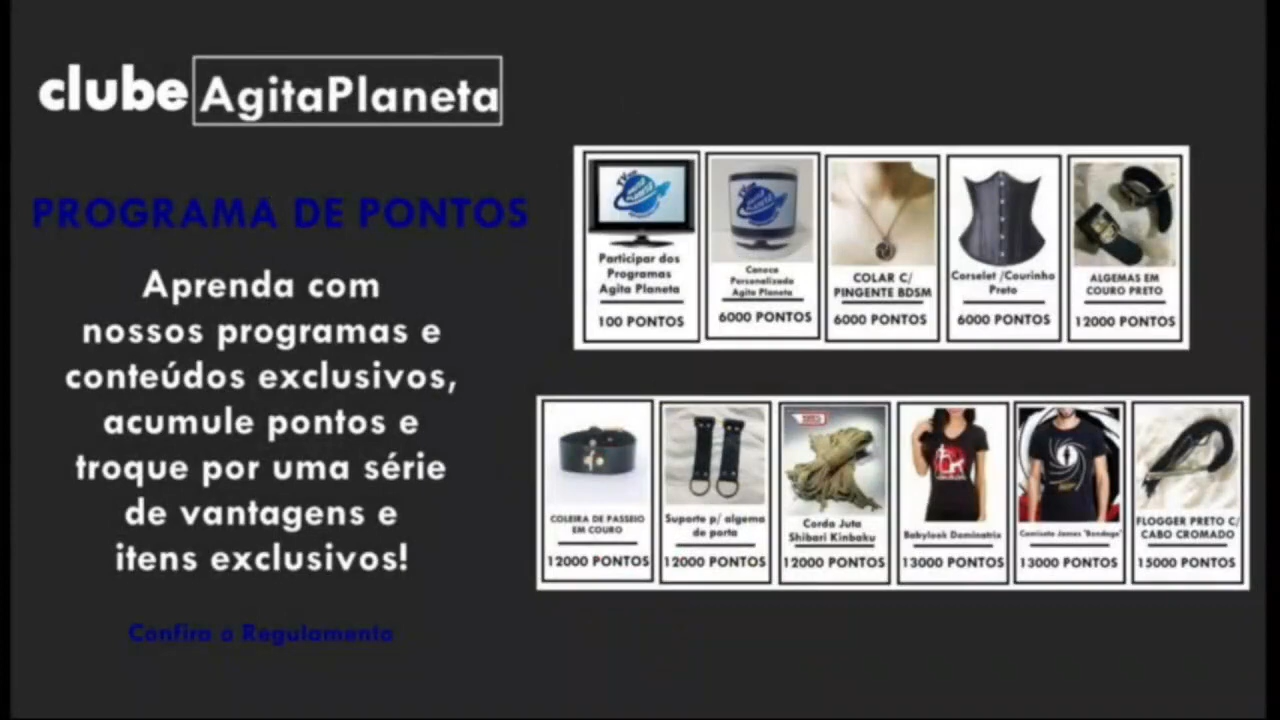 clube AgitaPlaneta
PROGRAMA DE PONTOS
Aprenda com
nossos programas e
conteúdos exclusivos,
acumule pontos e
troque por uma série
de vantagens e
itens exclusivos!
Confira o Regulamento
Participar dos
Programas
Agita Planeta
100 PONTOS
Caneca
Personalizada
Agita Planeta
6000 PONTOS
COLAR C/
PINGENTE BDSM
6000 PONTOS
Corselet /Courinho
Preto
6000 PONTOS
ALGEMAS EM
COURO PRETO
12000 PONTOS
COLEIRA DE PASSEIO
EM COURO
12000 PONTOS
Suporte p/ algema
de porta
12000 PONTOS
Corda Juta
Shibari Kinbaku
12000 PONTOS
Babylook Dominatrix
13000 PONTOS
Camiseta James "Bondage"
13000 PONTOS
FLOGGER PRETO C/
CABO CROMADO
15000 PONTOS